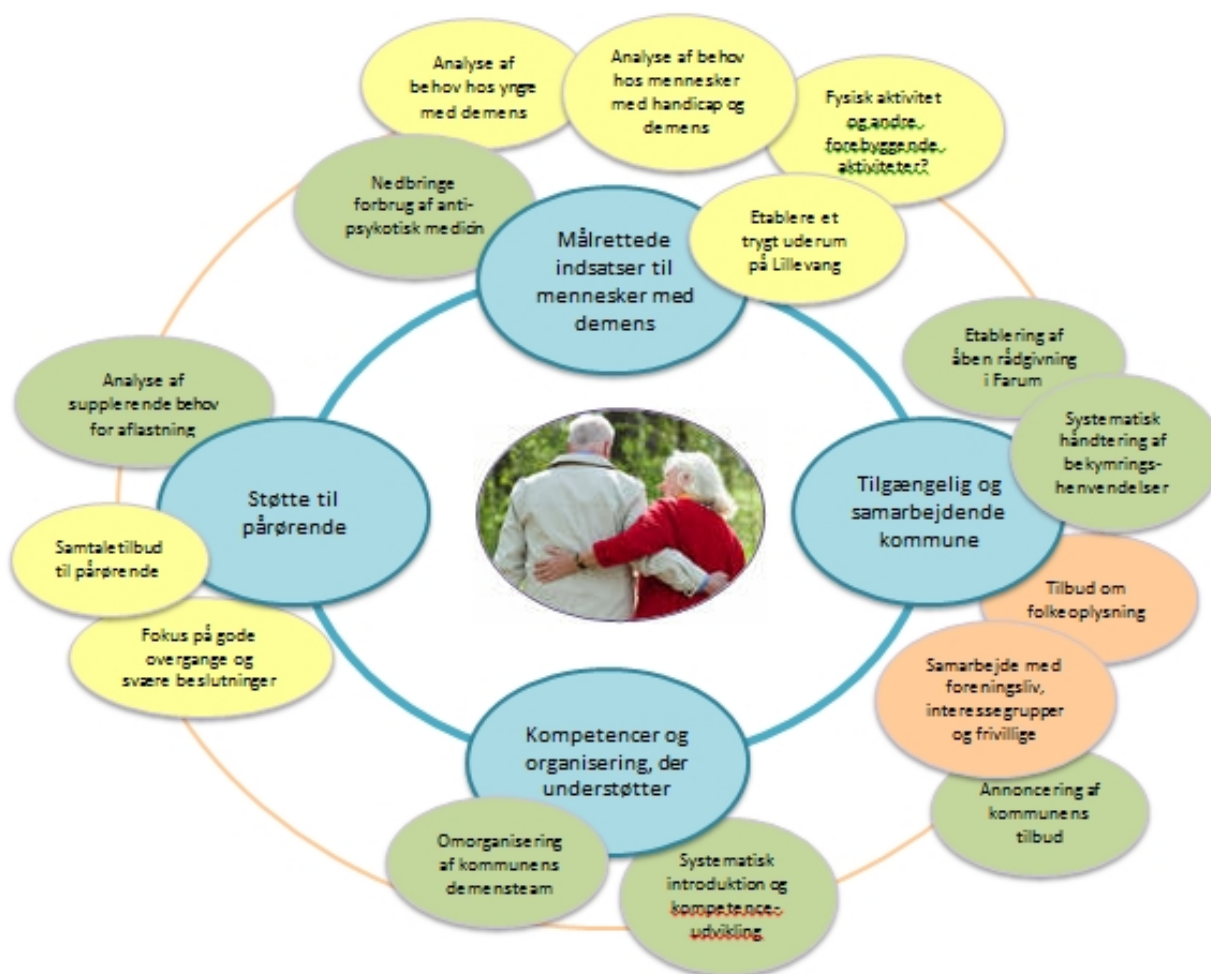 Analyse af
behov hos yngre
med demens
Analyse af behov
hos mennesker
med handicap og
demens
Fysisk aktivitet
og andre
forebyggende
aktiviteter?
Nedbringe
forbrug af anti-
psykotisk medicin
Etablere et
trygt uderum
på Lillevang
Målrettede
indsatser til
mennesker med
demens
Etablering af
åben rådgivning
i Farum
Systematisk
håndtering af
bekymrings-
henvendelser
Analyse af
supplerende behov
for aflastning
Støtte til
pårørende
Tilgængelig og
samarbejdende
kommune
Samtaletilbud
til pårørende
Fokus på gode
overgange og
svære beslutninger
Tilbud om
folkeoplysning
Samarbejde med
foreningsliv,
interessegrupper
og frivillige
Annoncering af
kommunens
tilbud
Kompetencer og
organisering, der
understøtter
Omorganisering
af kommunens
demensteam
Systematisk
introduktion og
kompetence-
udvikling